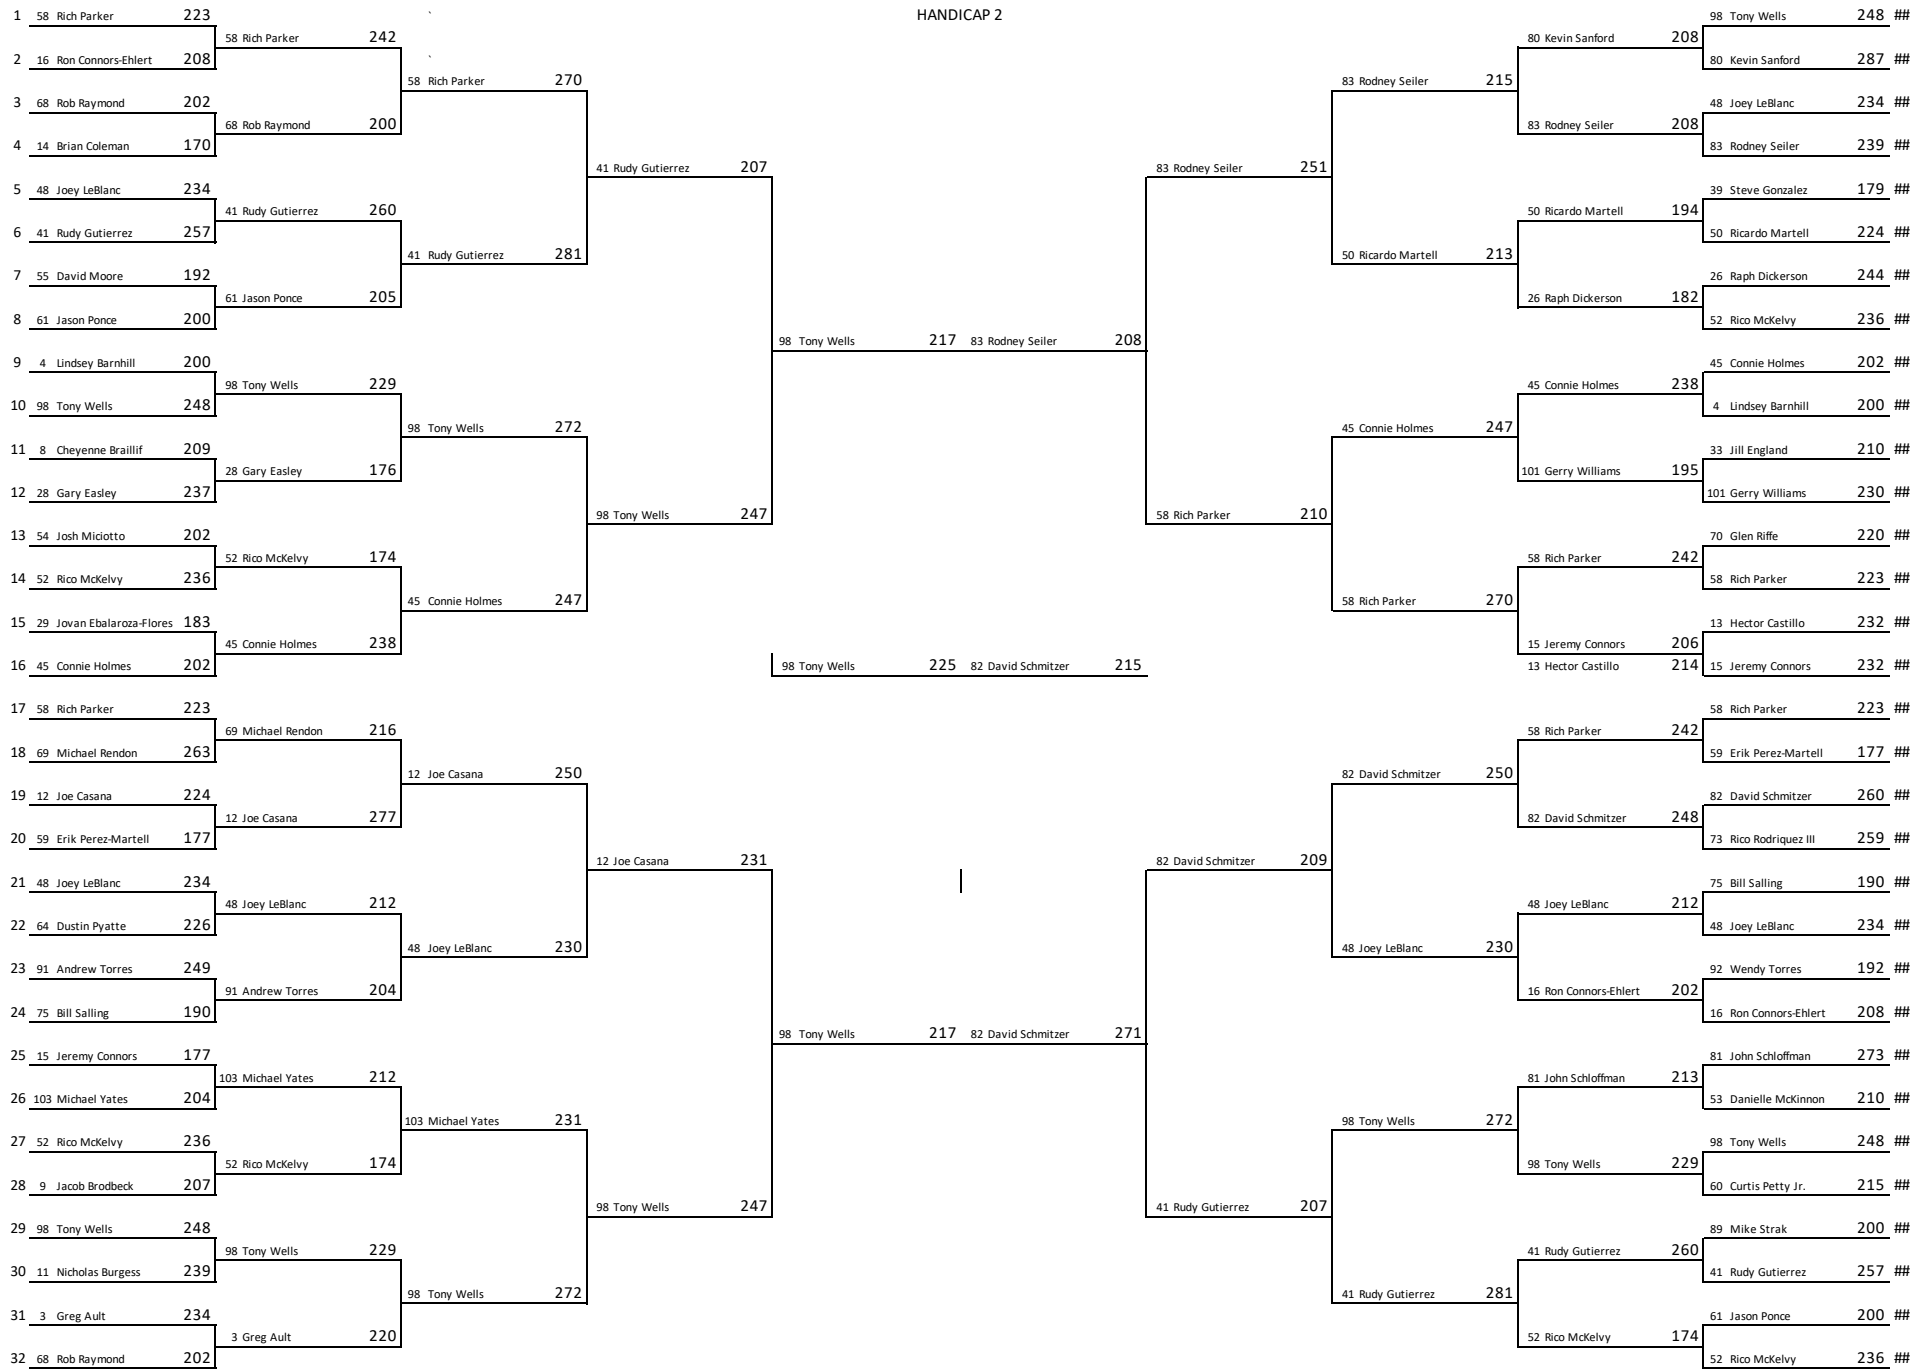 HANDICAP 2
1 58 Rich Parker 223
58 Rich Parker 242
2 16 Ron Connors-Ehlert 208
58 Rich Parker 270
3 68 Rob Raymond 202
68 Rob Raymond 200
4 14 Brian Coleman 170
41 Rudy Gutierrez 207
5 48 Joey LeBlanc 234
41 Rudy Gutierrez 260
6 41 Rudy Gutierrez 257
41 Rudy Gutierrez 281
7 55 David Moore 192
61 Jason Ponce 205
8 61 Jason Ponce 200
98 Tony Wells 217
9 4 Lindsey Barnhill 200
98 Tony Wells 229
10 98 Tony Wells 248
98 Tony Wells 272
11 8 Cheyenne Braillif 209
28 Gary Easley 176
12 28 Gary Easley 237
98 Tony Wells 247
13 54 Josh Miciotto 202
52 Rico McKelvy 174
14 52 Rico McKelvy 236
45 Connie Holmes 247
15 29 Jovan Ebalaroza-Flores 183
45 Connie Holmes 238
16 45 Connie Holmes 202
98 Tony Wells 225 82 David Schmitzer 215
17 58 Rich Parker 223
69 Michael Rendon 216
18 69 Michael Rendon 263
12 Joe Casana 250
19 12 Joe Casana 224
12 Joe Casana 277
20 59 Erik Perez-Martell 177
12 Joe Casana 231
21 48 Joey LeBlanc 234
48 Joey LeBlanc 212
22 64 Dustin Pyatte 226
48 Joey LeBlanc 230
23 91 Andrew Torres 249
91 Andrew Torres 204
24 75 Bill Salling 190
98 Tony Wells 217
25 15 Jeremy Connors 177
103 Michael Yates 212
26 103 Michael Yates 204
103 Michael Yates 231
27 52 Rico McKelvy 236
52 Rico McKelvy 174
28 9 Jacob Brodbeck 207
98 Tony Wells 247
29 98 Tony Wells 248
98 Tony Wells 229
30 11 Nicholas Burgess 239
98 Tony Wells 272
31 3 Greg Ault 234
3 Greg Ault 220
32 68 Rob Raymond 202
98 Tony Wells 248 ##
80 Kevin Sanford 208
80 Kevin Sanford 287 ##
83 Rodney Seiler 215
48 Joey LeBlanc 234 ##
83 Rodney Seiler 208
83 Rodney Seiler 239 ##
83 Rodney Seiler 251
39 Steve Gonzalez 179 ##
50 Ricardo Martell 194
50 Ricardo Martell 224 ##
50 Ricardo Martell 213
26 Raph Dickerson 244 ##
26 Raph Dickerson 182
52 Rico McKelvy 236 ##
83 Rodney Seiler 208
45 Connie Holmes 202 ##
45 Connie Holmes 238
4 Lindsey Barnhill 200 ##
45 Connie Holmes 247
33 Jill England 210 ##
101 Gerry Williams 195
101 Gerry Williams 230 ##
58 Rich Parker 210
70 Glen Riffe 220 ##
58 Rich Parker 242
58 Rich Parker 223 ##
58 Rich Parker 270
13 Hector Castillo 232 ##
15 Jeremy Connors 206
13 Hector Castillo 214
15 Jeremy Connors 232 ##
58 Rich Parker 223 ##
58 Rich Parker 242
59 Erik Perez-Martell 177 ##
82 David Schmitzer 250
82 David Schmitzer 260 ##
82 David Schmitzer 248
73 Rico Rodriquez III 259 ##
82 David Schmitzer 209
75 Bill Salling 190 ##
48 Joey LeBlanc 212
48 Joey LeBlanc 234 ##
48 Joey LeBlanc 230
92 Wendy Torres 192 ##
16 Ron Connors-Ehlert 202
16 Ron Connors-Ehlert 208 ##
82 David Schmitzer 271
81 John Schloffman 273 ##
81 John Schloffman 213
53 Danielle McKinnon 210 ##
98 Tony Wells 272
98 Tony Wells 248 ##
98 Tony Wells 229
60 Curtis Petty Jr. 215 ##
41 Rudy Gutierrez 207
89 Mike Strak 200 ##
41 Rudy Gutierrez 260
41 Rudy Gutierrez 257 ##
41 Rudy Gutierrez 281
61 Jason Ponce 200 ##
52 Rico McKelvy 174
52 Rico McKelvy 236 ##